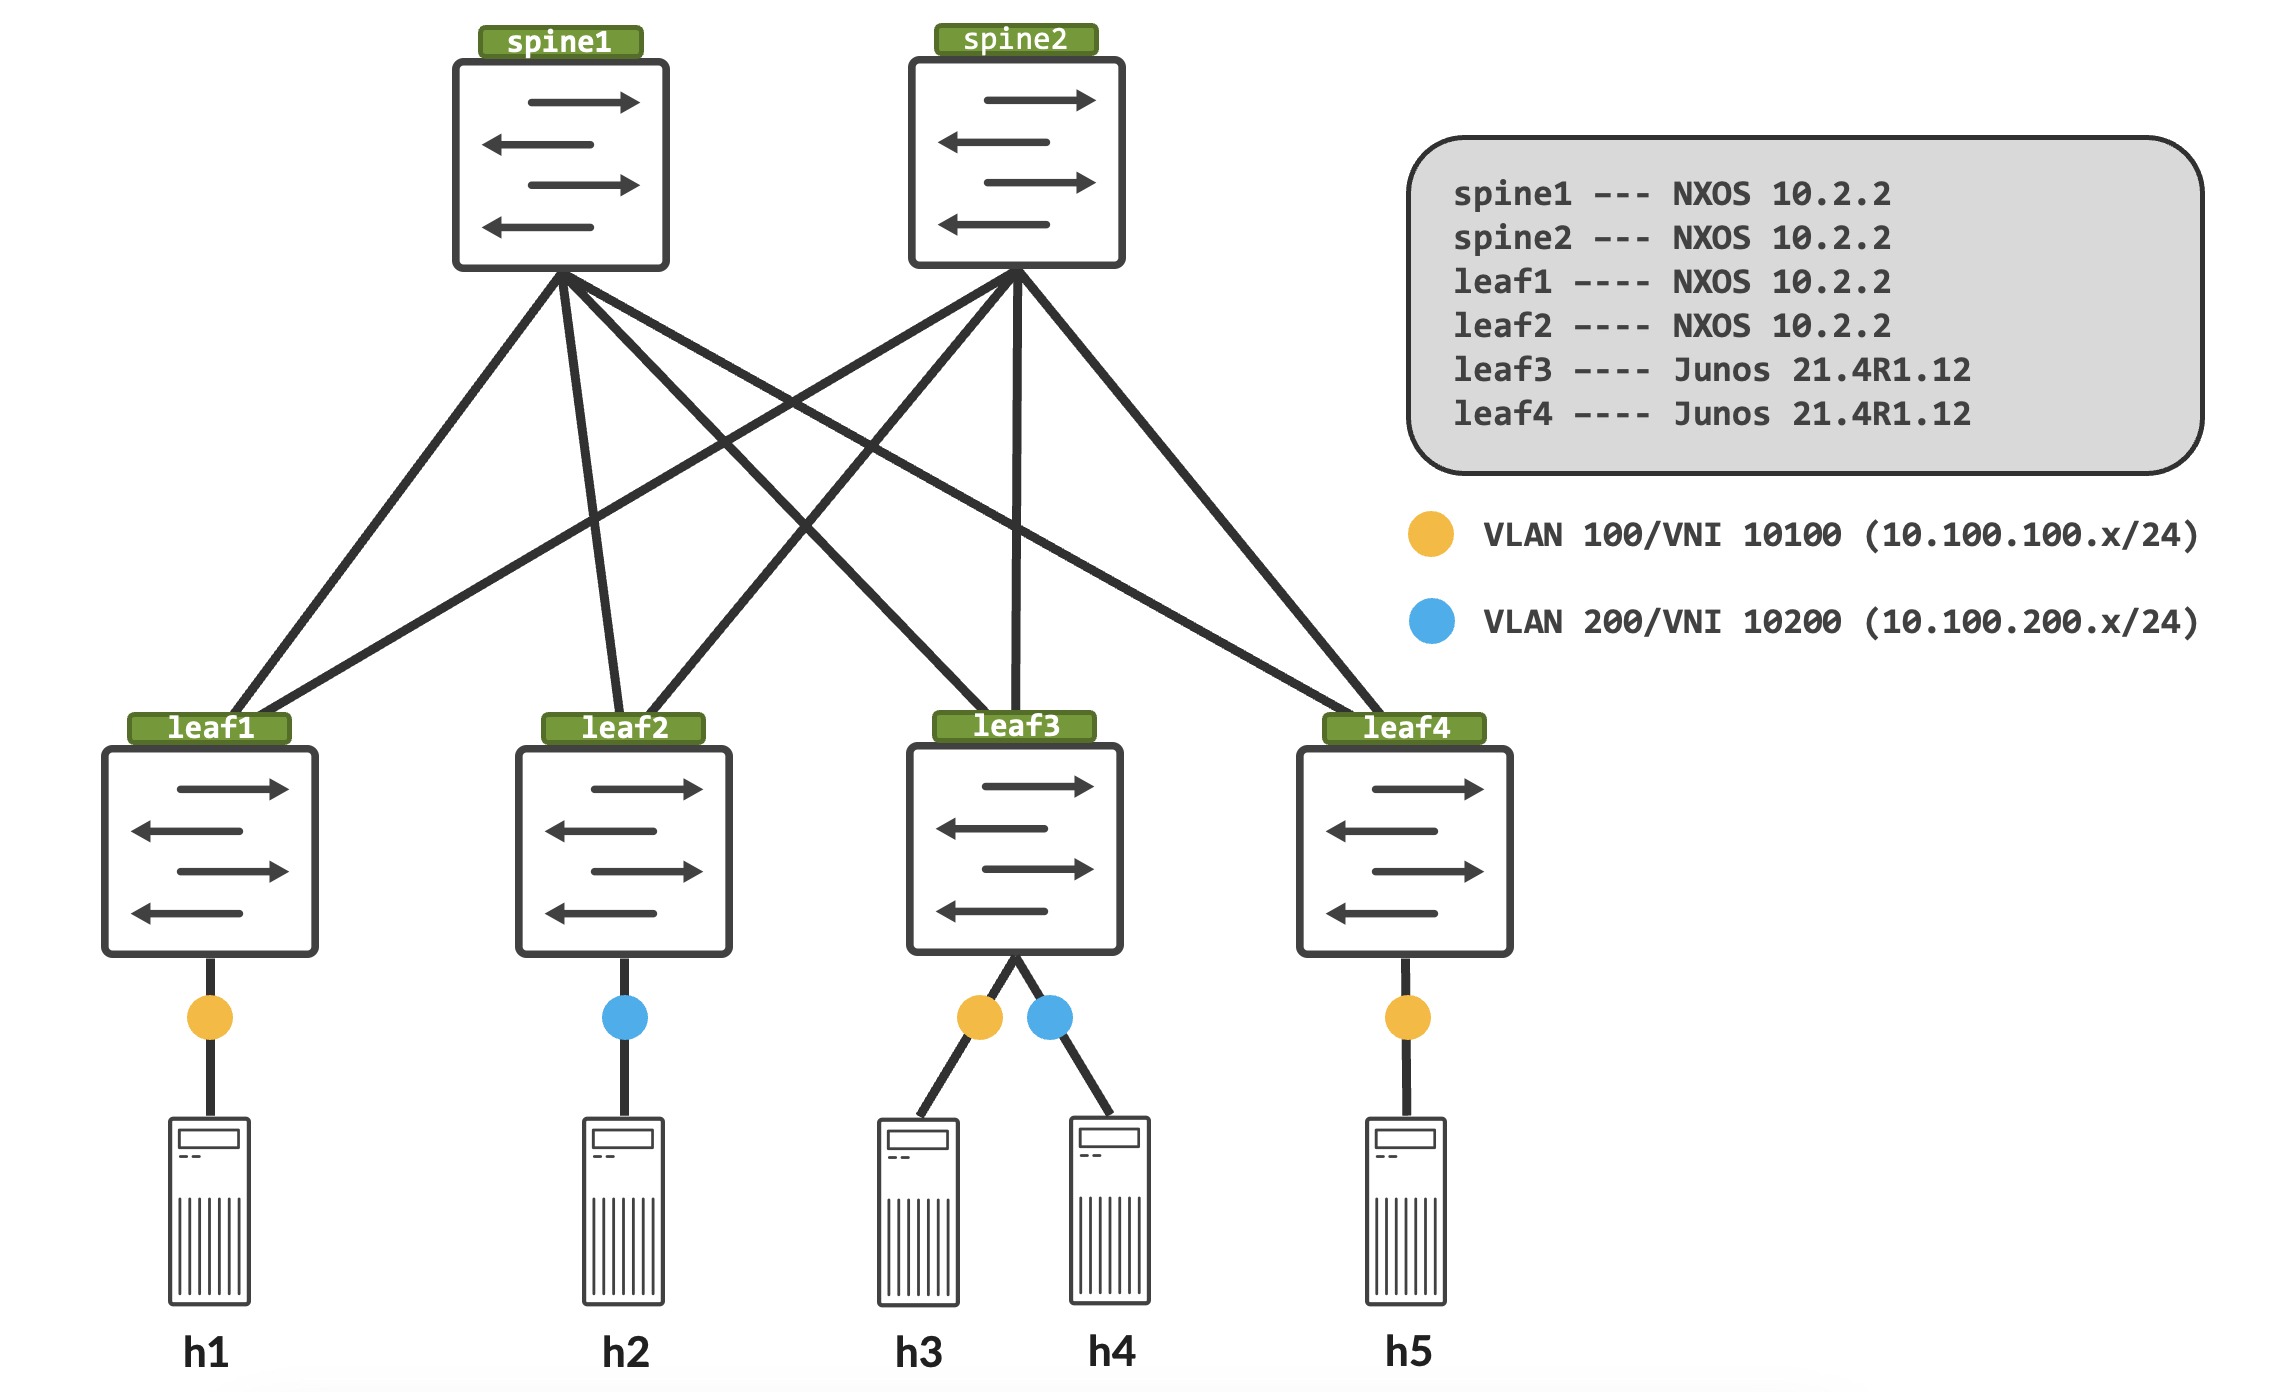 spine1
spine2
spine1 --- NXOS 10.2.2
spine2 --- NXOS 10.2.2
leaf1 ---- NXOS 10.2.2
leaf2 ---- NXOS 10.2.2
leaf3 ---- Junos 21.4R1.12
leaf4 ---- Junos 21.4R1.12
VLAN 100/VNI 10100 (10.100.100.x/24)
VLAN 200/VNI 10200 (10.100.200.x/24)
leaf1
leaf2
leaf3
leaf4
h1
h2
h3
h4
h5